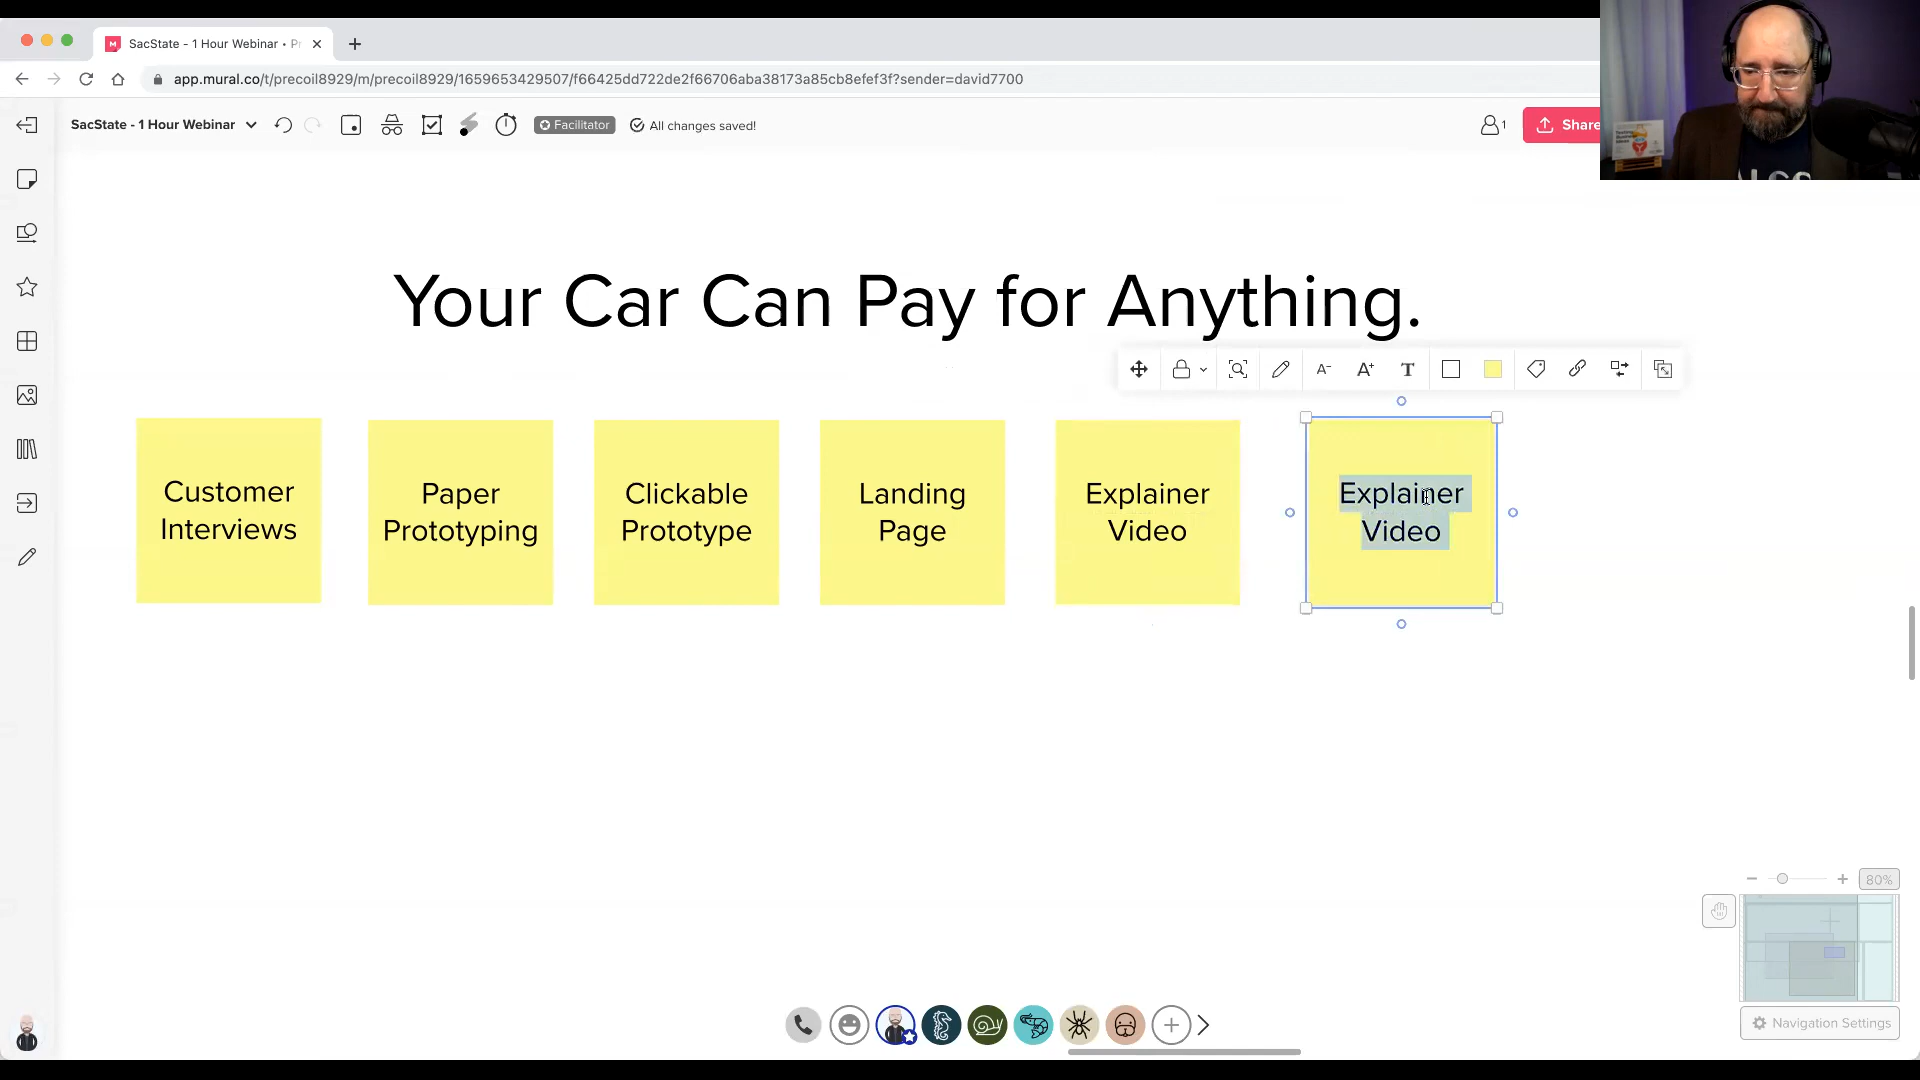 SacState - 1 Hour Webinar • Pr
app.mural.co/t/precoil8929/m/precoil8929/1659653429507/f66425dd722de2f66706aba38173a85cb8efef3f?sender=david7700
SacState - 1 Hour Webinar
Facilitator
All changes saved!
1
Share
Your Car Can Pay for Anything.
A-
A+
T
Customer
Interviews
Paper
Prototyping
Clickable
Prototype
Landing
Page
Explainer
Video
Explainer
Video
80%
Navigation Settings